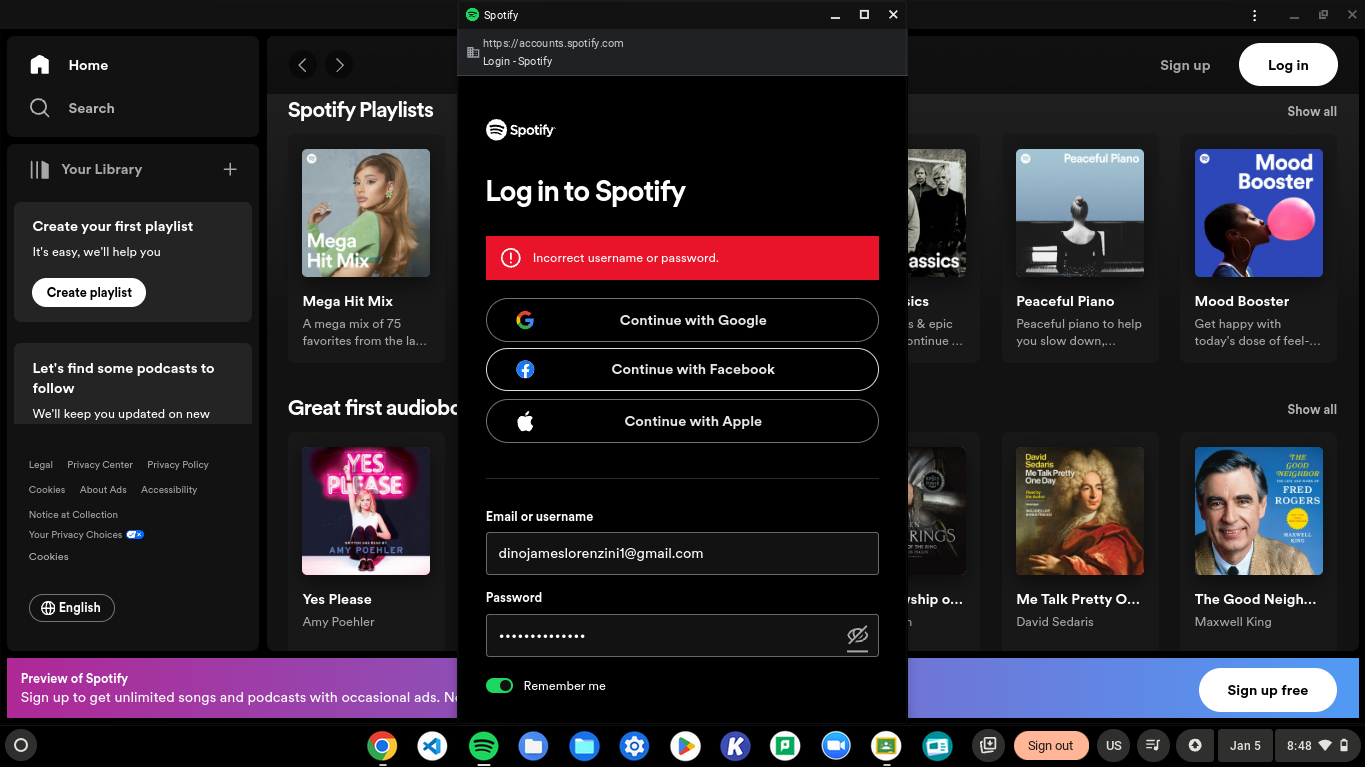 Spotify
https://accounts.spotify.com
Login - Spotify
Home
Search
Your Library
Create your first playlist
It's easy, we'll help you
Create playlist
Let's find some podcasts to
follow
We'll keep you updated on new
Legal Privacy Center Privacy Policy
Cookies About Ads Accessibility
Notice at Collection
Your Privacy Choices
Cookies
English
Sign up
Log in
Spotify Playlists
Show all
Mega
Hit Mix
Mega Hit Mix
A mega mix of 75
favorites from the la...
assics
sics
s & epic
ontinue ...
Peaceful Piano
Peaceful Piano
Peaceful piano to help
you slow down,...
Mood
Booster
Mood Booster
Get happy with
today's dose of feel-...
Great first audiobo
Show all
YES
PLEASE
AMY POEHLER
Yes Please
Amy Poehler
EN
RINGS
vship o...
n
David
Sedaris
Me Talk Pretty
One Day
Me Talk Pretty O...
David Sedaris
THE
GOOD
NEIGHBOR
FRED
ROGERS
MAXWELL
KING
The Good Neigh...
Maxwell King
Spotify
Log in to Spotify
Incorrect username or password.
Continue with Google
Continue with Facebook
Continue with Apple
Email or username
dinojameslorenzini1@gmail.com
Password
••••••••••••••
Remember me
Preview of Spotify
Sign up to get unlimited songs and podcasts with occasional ads. No
Sign up free
Sign out
US
Jan 5
8:48